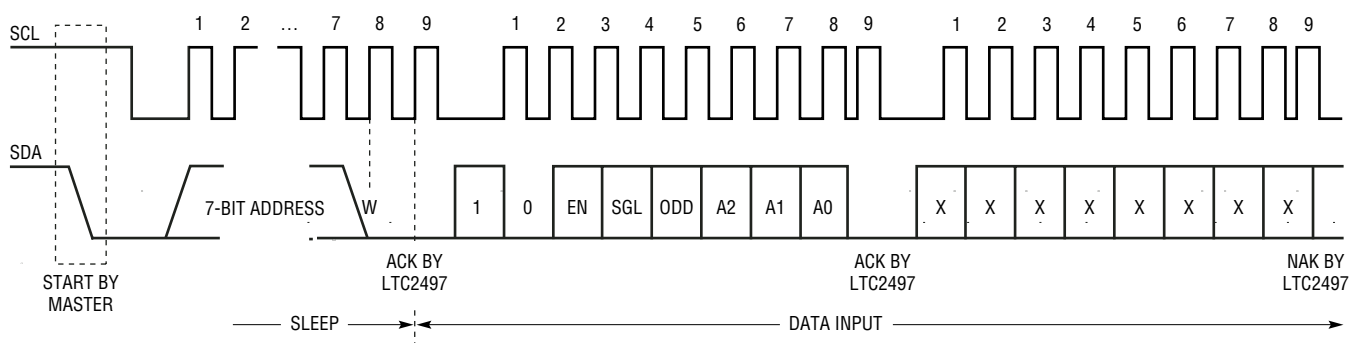 SCL
1 2 ... 7 8 9 1 2 3 4 5 6 7 8 9 1 2 3 4 5 6 7 8 9
SDA
7-BIT ADDRESS W 1 0 EN SGL ODD A2 A1 A0 X X X X X X X X
START BY
MASTER
ACK BY
LTC2497
ACK BY
LTC2497
NAK BY
LTC2497
SLEEP DATA INPUT